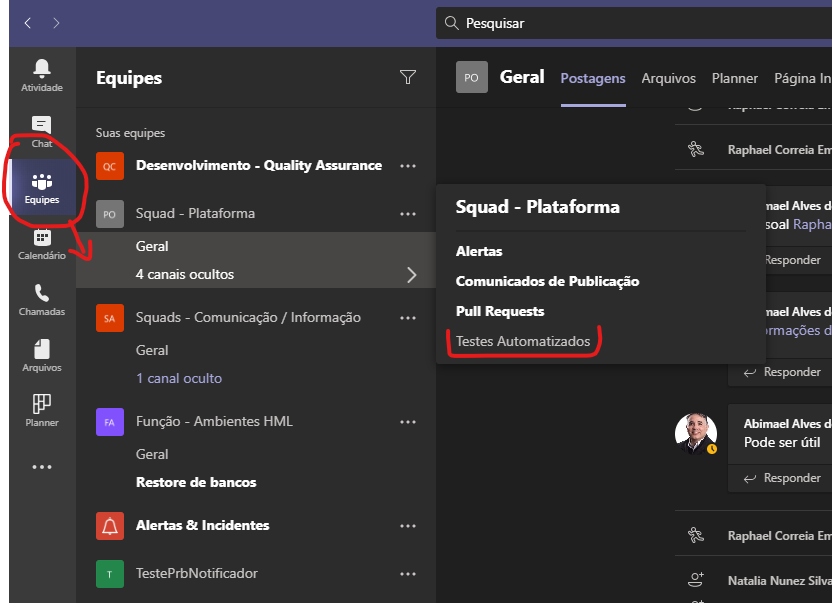 Pesquisar
Atividade
Chat
Equipes
Calendário
Chamadas
Arquivos
Planner
Equipes
Suas equipes
QC Desenvolvimento - Quality Assurance
PO Squad - Plataforma
Geral
4 canais ocultos
SA Squads - Comunicação / Informação
Geral
1 canal oculto
FA Função - Ambientes HML
Geral
Restore de bancos
Alertas & Incidentes
T TestePrbNotificador
PO Geral Postagens Arquivos Planner Página In
Raphael Correia Em
Squad - Plataforma
Alertas
Comunicados de Publicação
Pull Requests
Testes Automatizados
mael Alves d
soal Rapha
Responder
mael Alves d
rmações d
Responder
Abimael Alves d
Pode ser útil
Responder
Raphael Correia Em
Natalia Nunez Silva